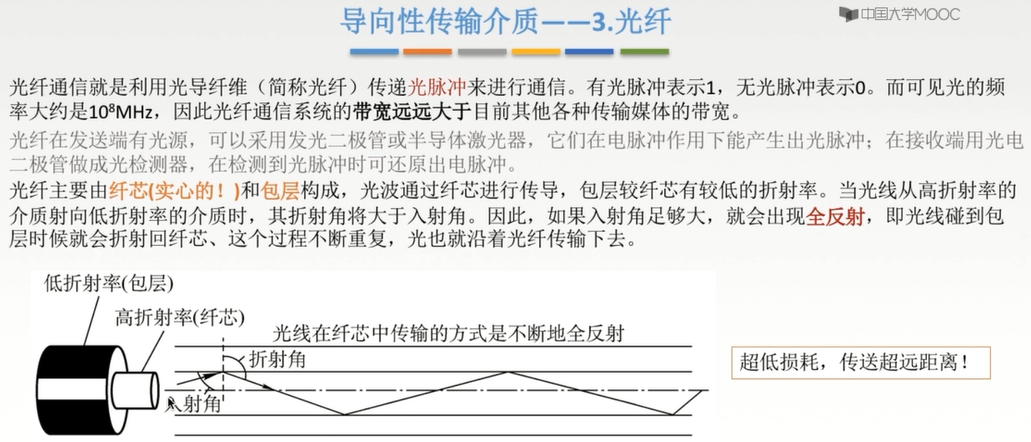 导向性传输介质——3.光纤
中国大学MOOC
光纤通信就是利用光导纤维（简称光纤）传递光脉冲来进行通信。有光脉冲表示1，无光脉冲表示0。而可见光的频
率大约是10⁸MHz，因此光纤通信系统的带宽远远大于目前其他各种传输媒体的带宽。
光纤在发送端有光源，可以采用发光二极管或半导体激光器，它们在电脉冲作用下能产生出光脉冲；在接收端用光电
二极管做成光检测器，在检测到光脉冲时可还原出电脉冲。
光纤主要由纤芯(实心的！)和包层构成，光波通过纤芯进行传导，包层较纤芯有较低的折射率。当光线从高折射率的
介质射向低折射率的介质时，其折射角将大于入射角。因此，如果入射角足够大，就会出现全反射，即光线碰到包
层时候就会折射回纤芯、这个过程不断重复，光也就沿着光纤传输下去。
低折射率(包层)
高折射率(纤芯)
光线在纤芯中传输的方式是不断地全反射
折射角
入射角
超低损耗，传送超远距离！